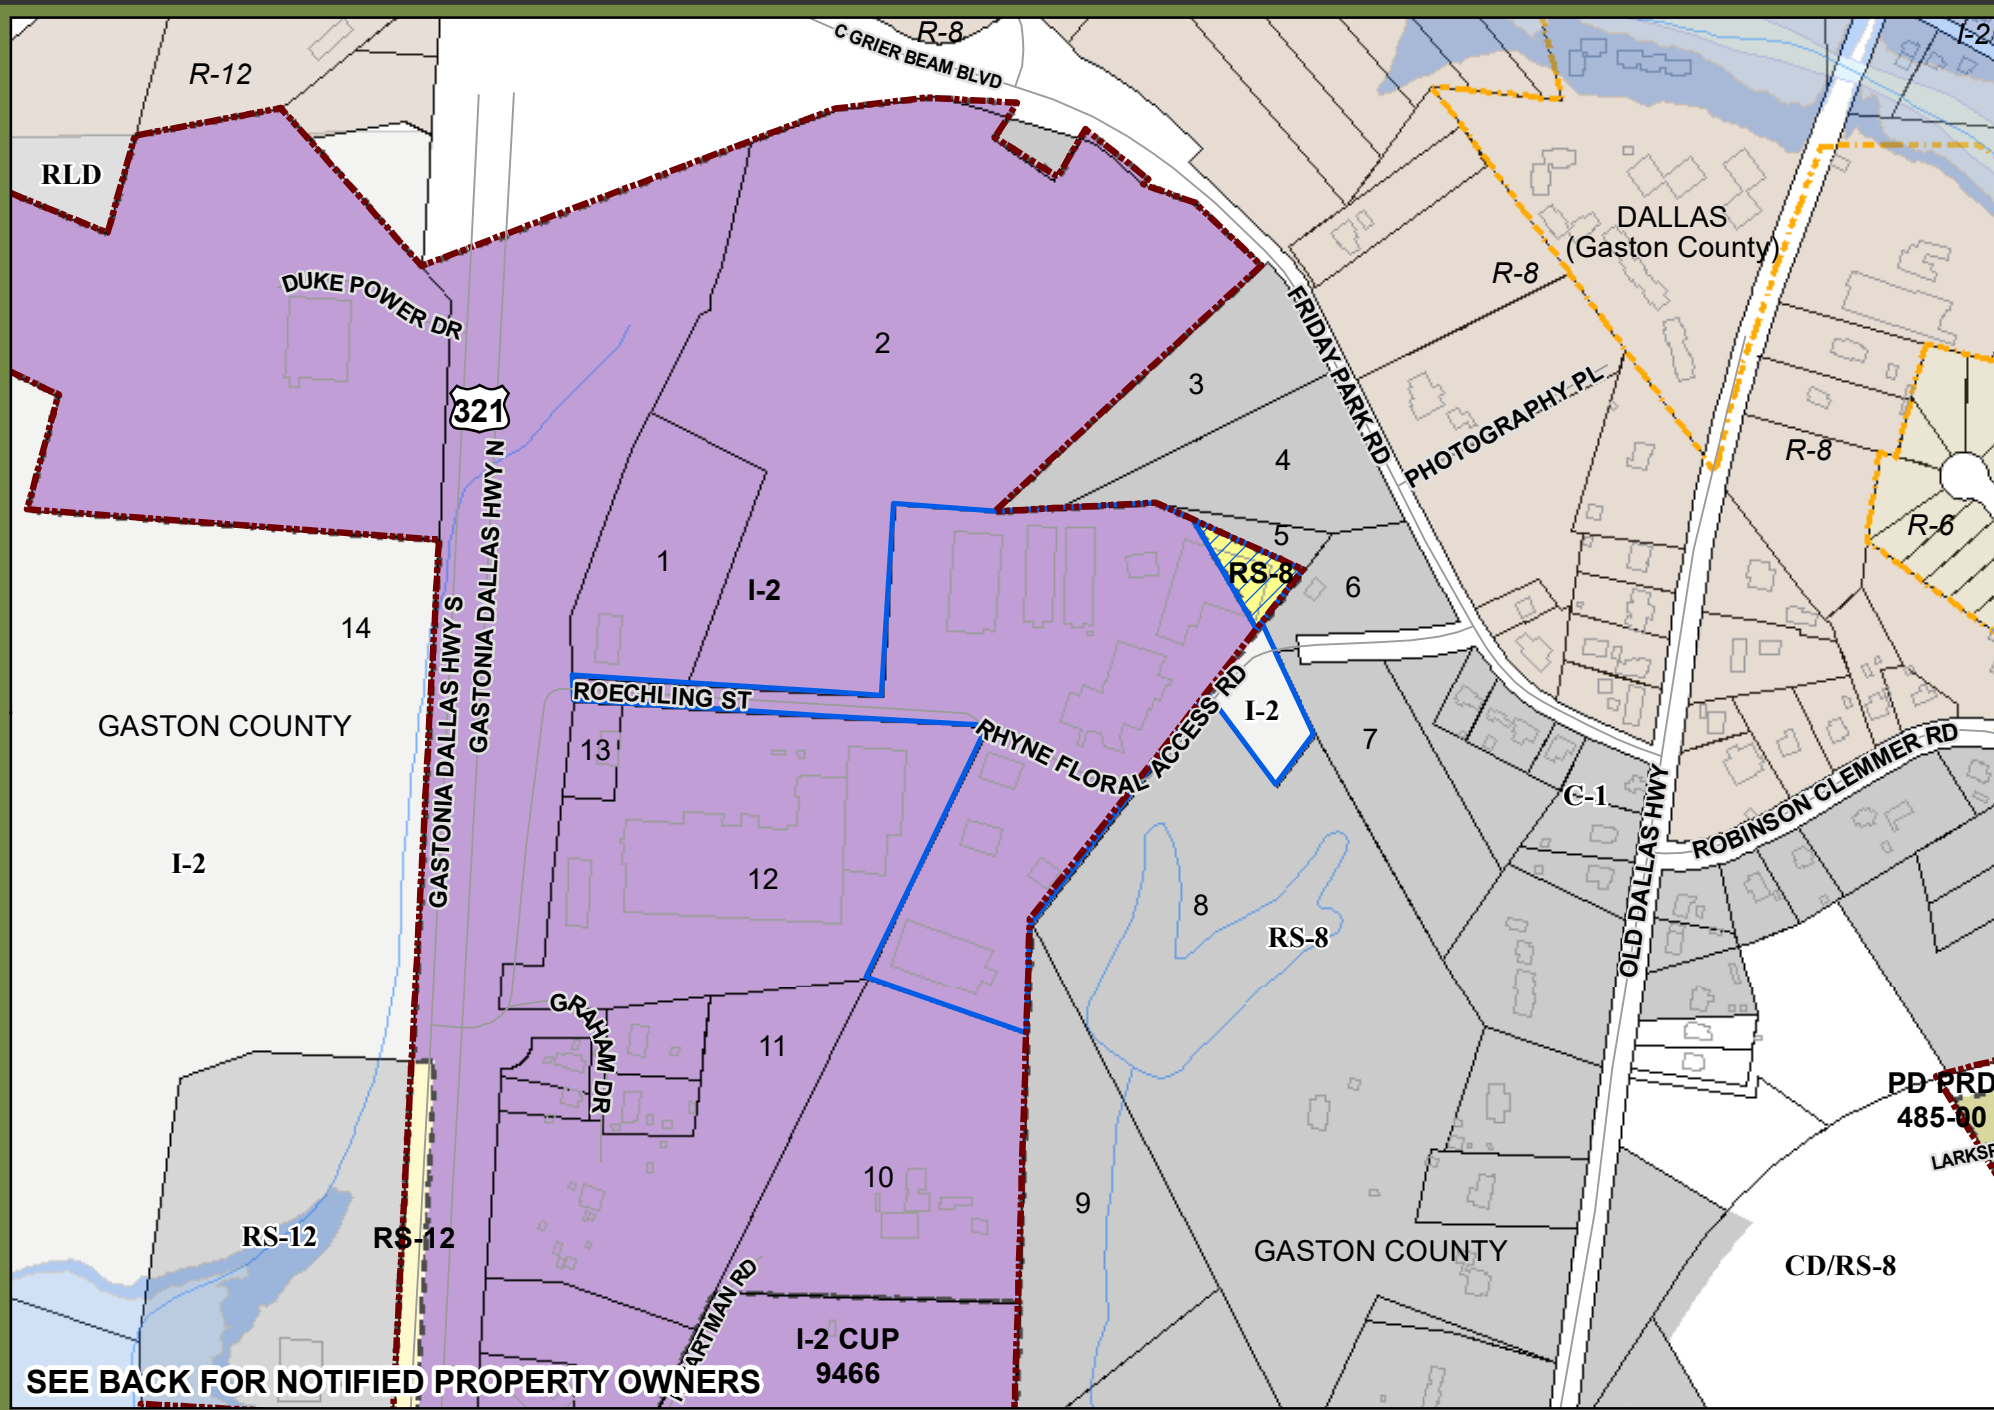 R-8
I-2
C GRIER BEAM BLVD
R-12
RLD
DALLAS
(Gaston County)
R-8
DUKE POWER DR
2
FRIDAY PARK RD
3
321
PHOTOGRAPHY PL
R-8
4
GASTONIA DALLAS HWY N
R-6
5
1
RS-8
6
I-2
14
GASTONIA DALLAS HWY S
ROECHLING ST
I-2
GASTON COUNTY
RHYNE FLORAL ACCESS RD
7
13
ROBINSON CLEMMER RD
C-1
OLD DALLAS HWY
I-2
12
8
RS-8
GRAHAM DR
11
PD PRD
485-00
10
9
RS-12
RS-12
GASTON COUNTY
CD/RS-8
ARTMAN RD
I-2 CUP
9466
SEE BACK FOR NOTIFIED PROPERTY OWNERS